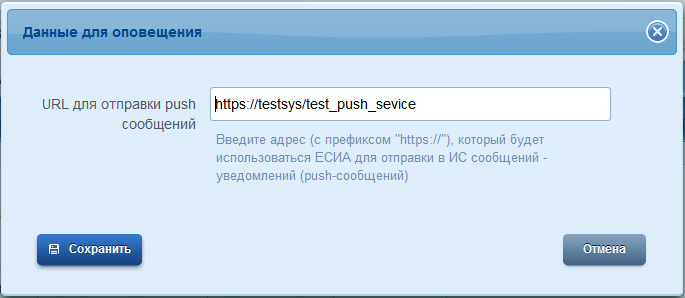 Данные для оповещения
URL для отправки push
сообщений
https://testsys/test_push_sevice
Введите адрес (с префиксом "https://"), который будет
использоваться ЕСИА для отправки в ИС сообщений -
уведомлений (push-сообщений)
Сохранить
Отмена